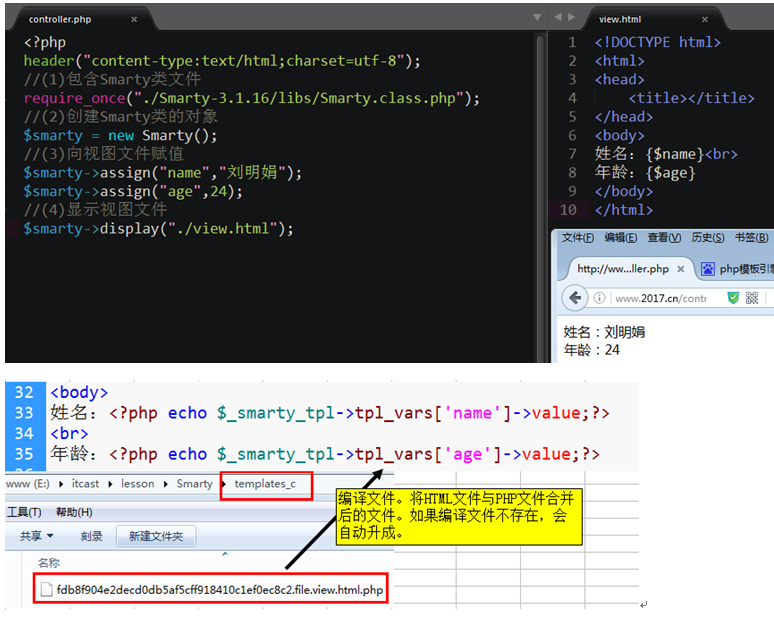 controller.php
×
<?php
header("content-type:text/html;charset=utf-8");
//(1)包含Smarty类文件
require_once("./Smarty-3.1.16/libs/Smarty.class.php");
//(2)创建Smarty类的对象
$smarty = new Smarty();
//(3)向视图文件赋值
$smarty->assign("name","刘明娟");
$smarty->assign("age",24);
//(4)显示视图文件
$smarty->display("./view.html");
view.html
×
1 <!DOCTYPE html>
2 <html>
3 <head>
4 <title></title>
5 </head>
6 <body>
7 姓名：{$name}<br>
8 年龄：{$age}
9 </body>
10 </html>
文件(F) 编辑(E) 查看(V) 历史(S) 书签(B)
http://ww...ller.php × php模板引
www.2017.cn/contr
姓名：刘明娟
年龄：24
32 <body>
33 姓名：<?php echo $_smarty_tpl->tpl_vars['name']->value;?>
34 <br>
35 年龄：<?php echo $_smarty_tpl->tpl_vars['age']->value;?>
www (E:) ▸ itcast ▸ lesson ▸ Smarty ▸ templates_c
工具(T) 帮助(H)
共享 ▼ 刻录 新建文件夹
名称
fdb8f904e2decd0db5af5cff918410c1ef0ec8c2.file.view.html.php
编译文件。将HTML文件与PHP文件合并
后的文件。如果编译文件不存在，会
自动升成。